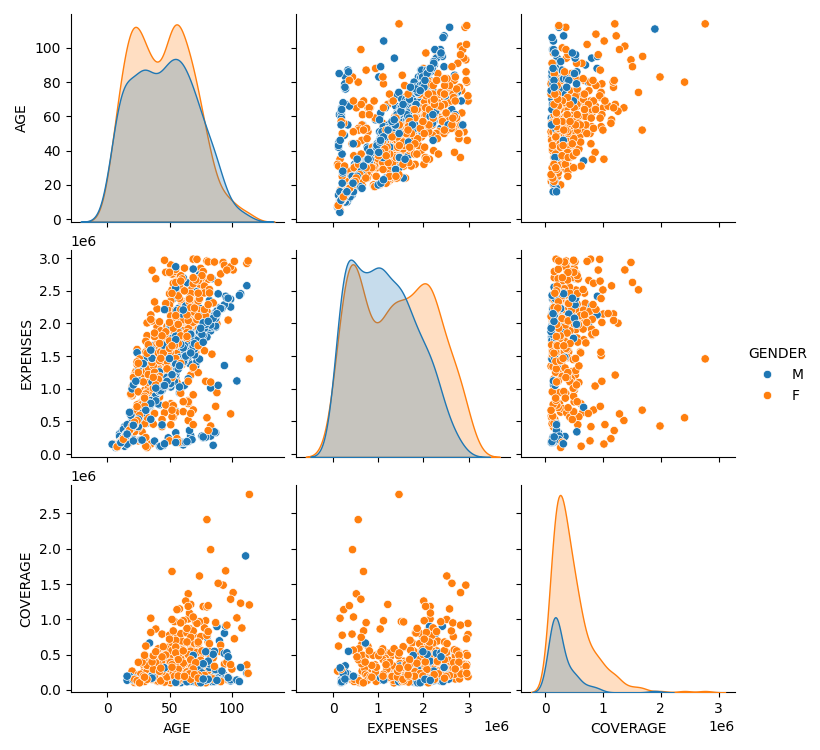 100
80
60
40
20
0
AGE
1e6
3.0
2.5
2.0
1.5
1.0
0.5
0.0
EXPENSES
GENDER
M
F
1e6
2.5
2.0
1.5
1.0
0.5
0.0
COVERAGE
0 50 100 0 1 2 3 0 1 2 3
1e6 1e6
AGE EXPENSES COVERAGE